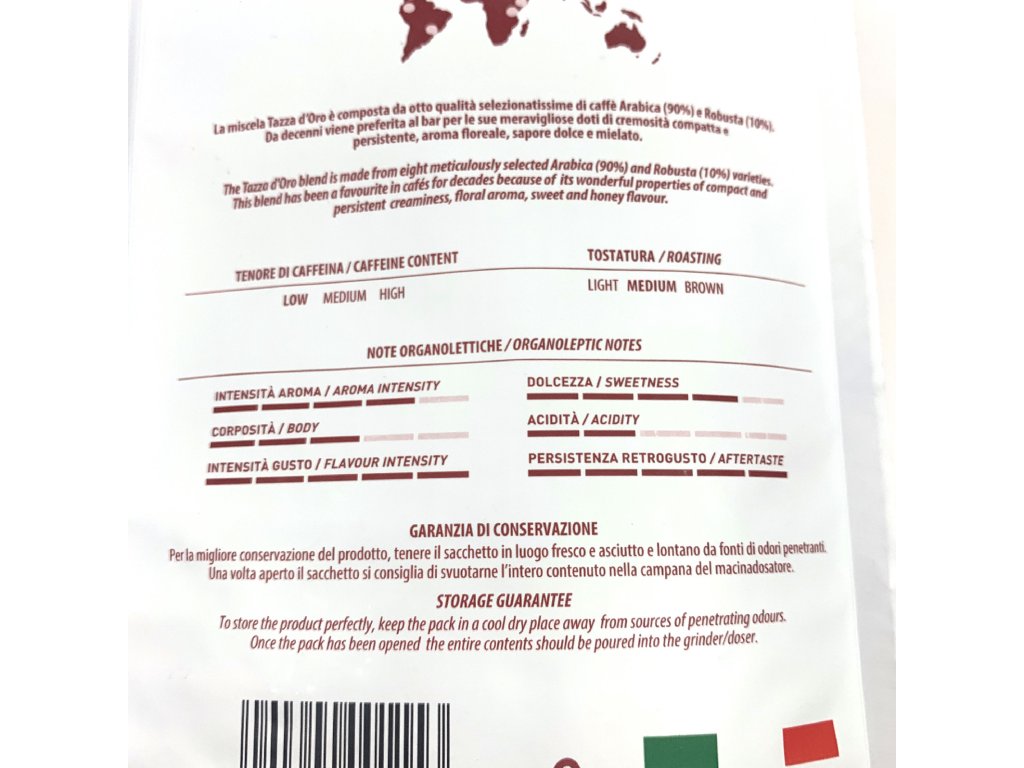 La miscela Tazza d'Oro è composta da otto qualità selezionatissime di caffè Arabica (90%) e Robusta (10%).
Da decenni viene preferita al bar per le sue meravigliose doti di cremosità compatta e
persistente, aroma floreale, sapore dolce e mielato.
The Tazza d'Oro blend is made from eight meticulously selected Arabica (90%) and Robusta (10%) varieties.
This blend has been a favourite in cafés for decades because of its wonderful properties of compact and
persistent creaminess, floral aroma, sweet and honey flavour.
TENORE DI CAFFEINA / CAFFEINE CONTENT
LOW MEDIUM HIGH
TOSTATURA / ROASTING
LIGHT MEDIUM BROWN
NOTE ORGANOLETTICHE / ORGANOLEPTIC NOTES
INTENSITÀ AROMA / AROMA INTENSITY
DOLCEZZA / SWEETNESS
CORPOSITÀ / BODY
ACIDITÀ / ACIDITY
INTENSITÀ GUSTO / FLAVOUR INTENSITY
PERSISTENZA RETROGUSTO / AFTERTASTE
GARANZIA DI CONSERVAZIONE
Per la migliore conservazione del prodotto, tenere il sacchetto in luogo fresco e asciutto e lontano da fonti di odori penetranti.
Una volta aperto il sacchetto si consiglia di svuotarne l'intero contenuto nella campana del macinadosatore.
STORAGE GUARANTEE
To store the product perfectly, keep the pack in a cool dry place away from sources of penetrating odours.
Once the pack has been opened the entire contents should be poured into the grinder/doser.